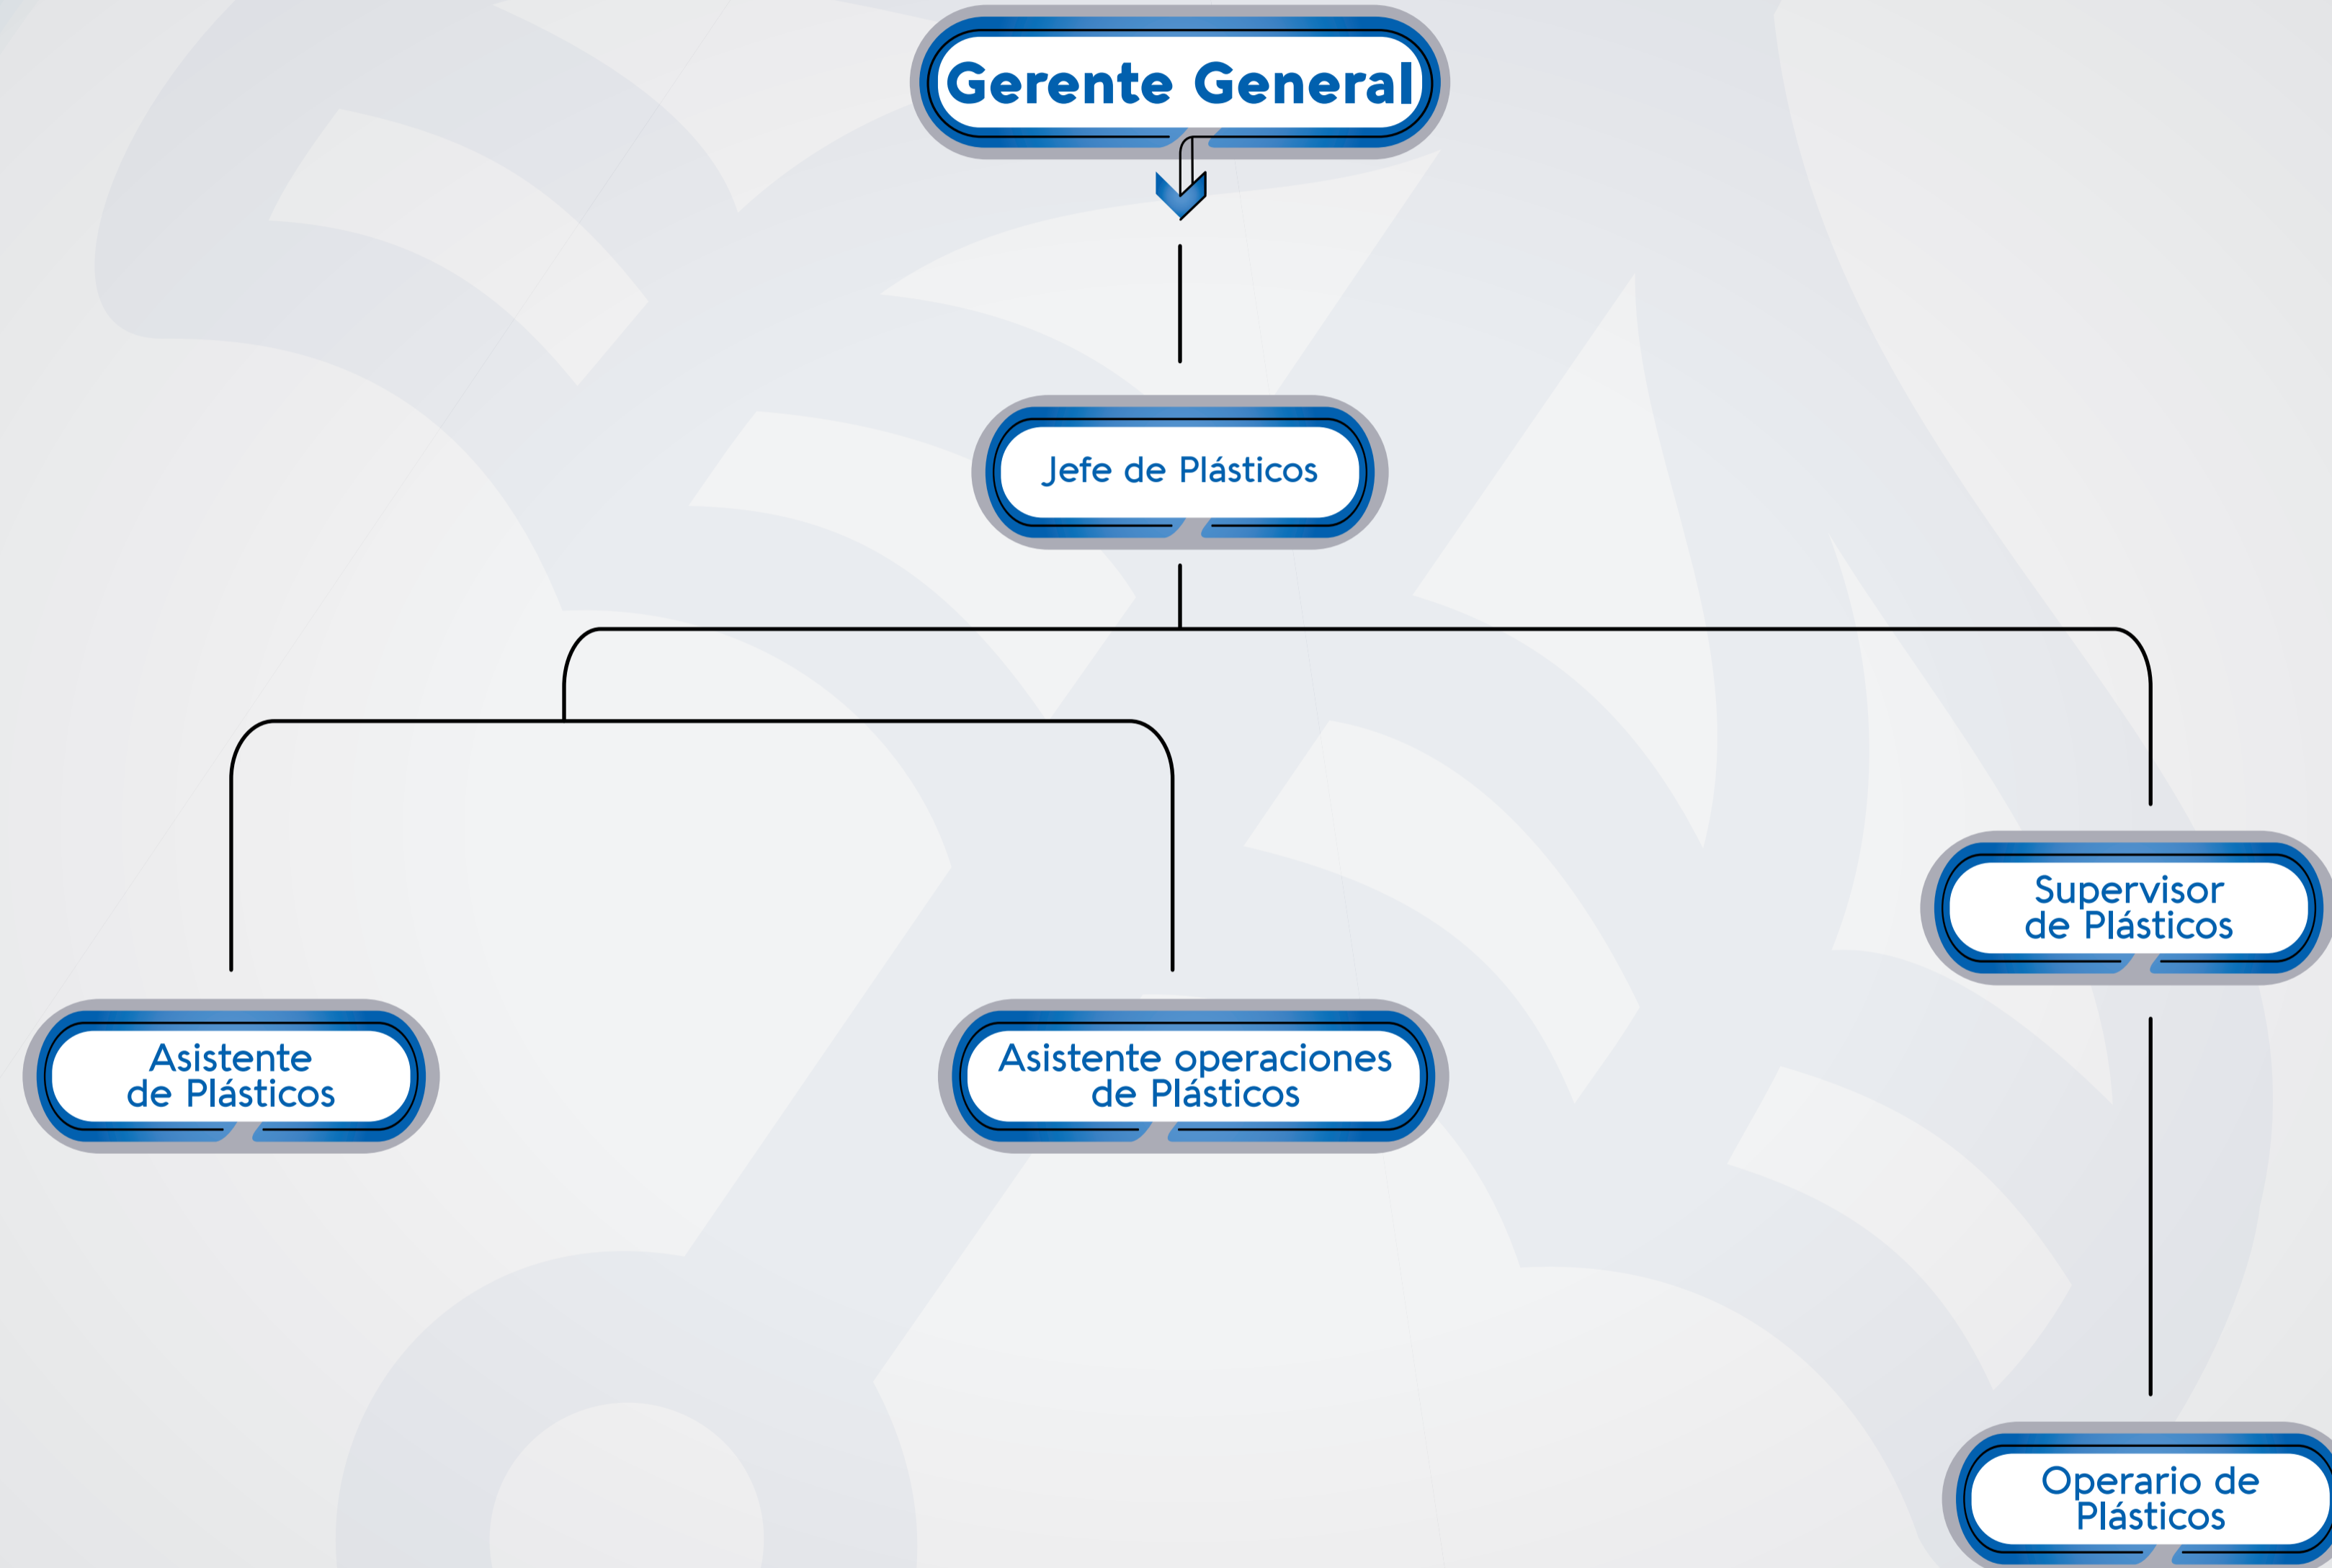 Gerente General
Jefe de Plásticos
Supervisor
de Plásticos
Asistente
de Plásticos
Asistente operaciones
de Plásticos
Operario de
Plásticos